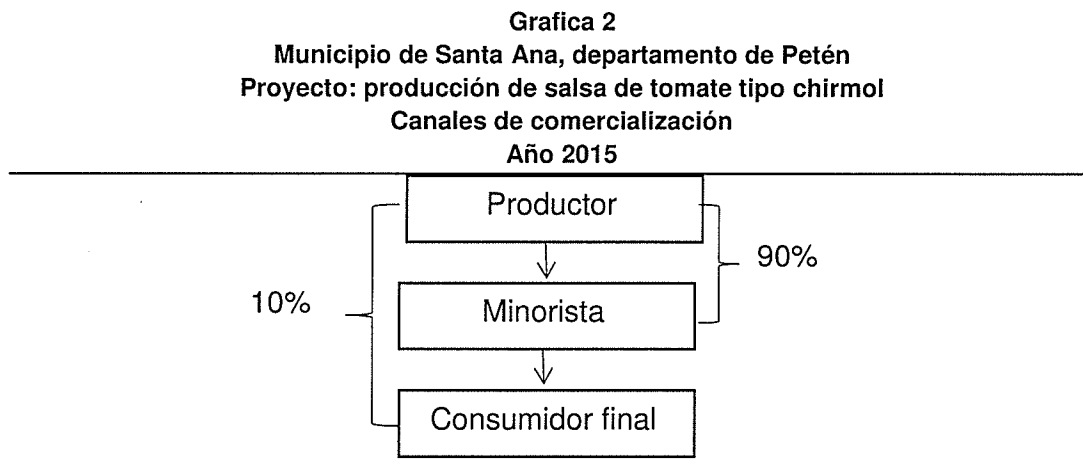 Grafica 2
Municipio de Santa Ana, departamento de Petén
Proyecto: producción de salsa de tomate tipo chirmol
Canales de comercialización
Año 2015
Productor
90%
10%
Minorista
Consumidor final